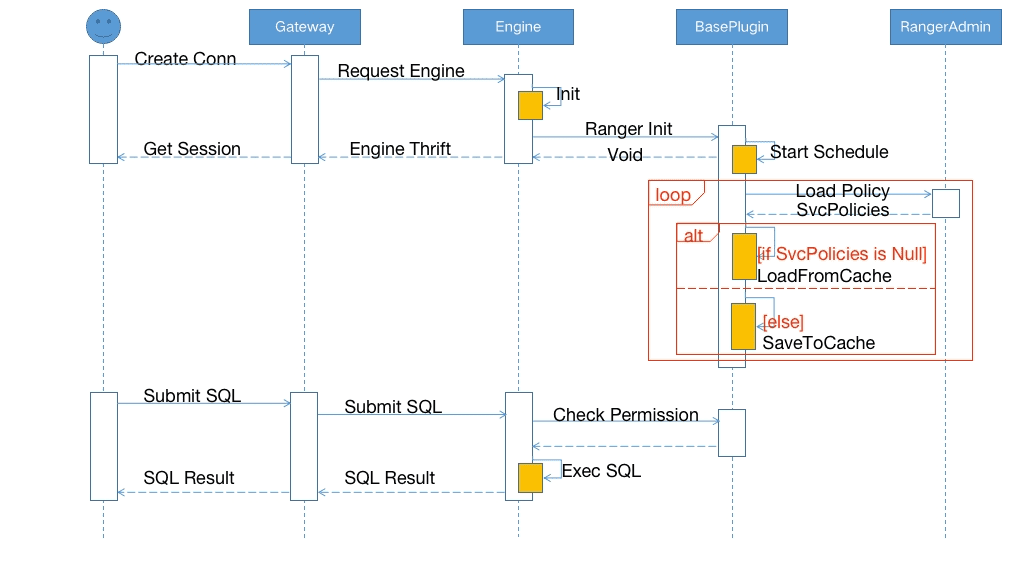 Gateway
Engine
BasePlugin
RangerAdmin
Create Conn
Request Engine
Init
Ranger Init
Get Session
Engine Thrift
Void
Start Schedule
loop
Load Policy
SvcPolicies
alt
[if SvcPolicies is Null]
LoadFromCache
[else]
SaveToCache
Submit SQL
Submit SQL
Check Permission
Exec SQL
SQL Result
SQL Result